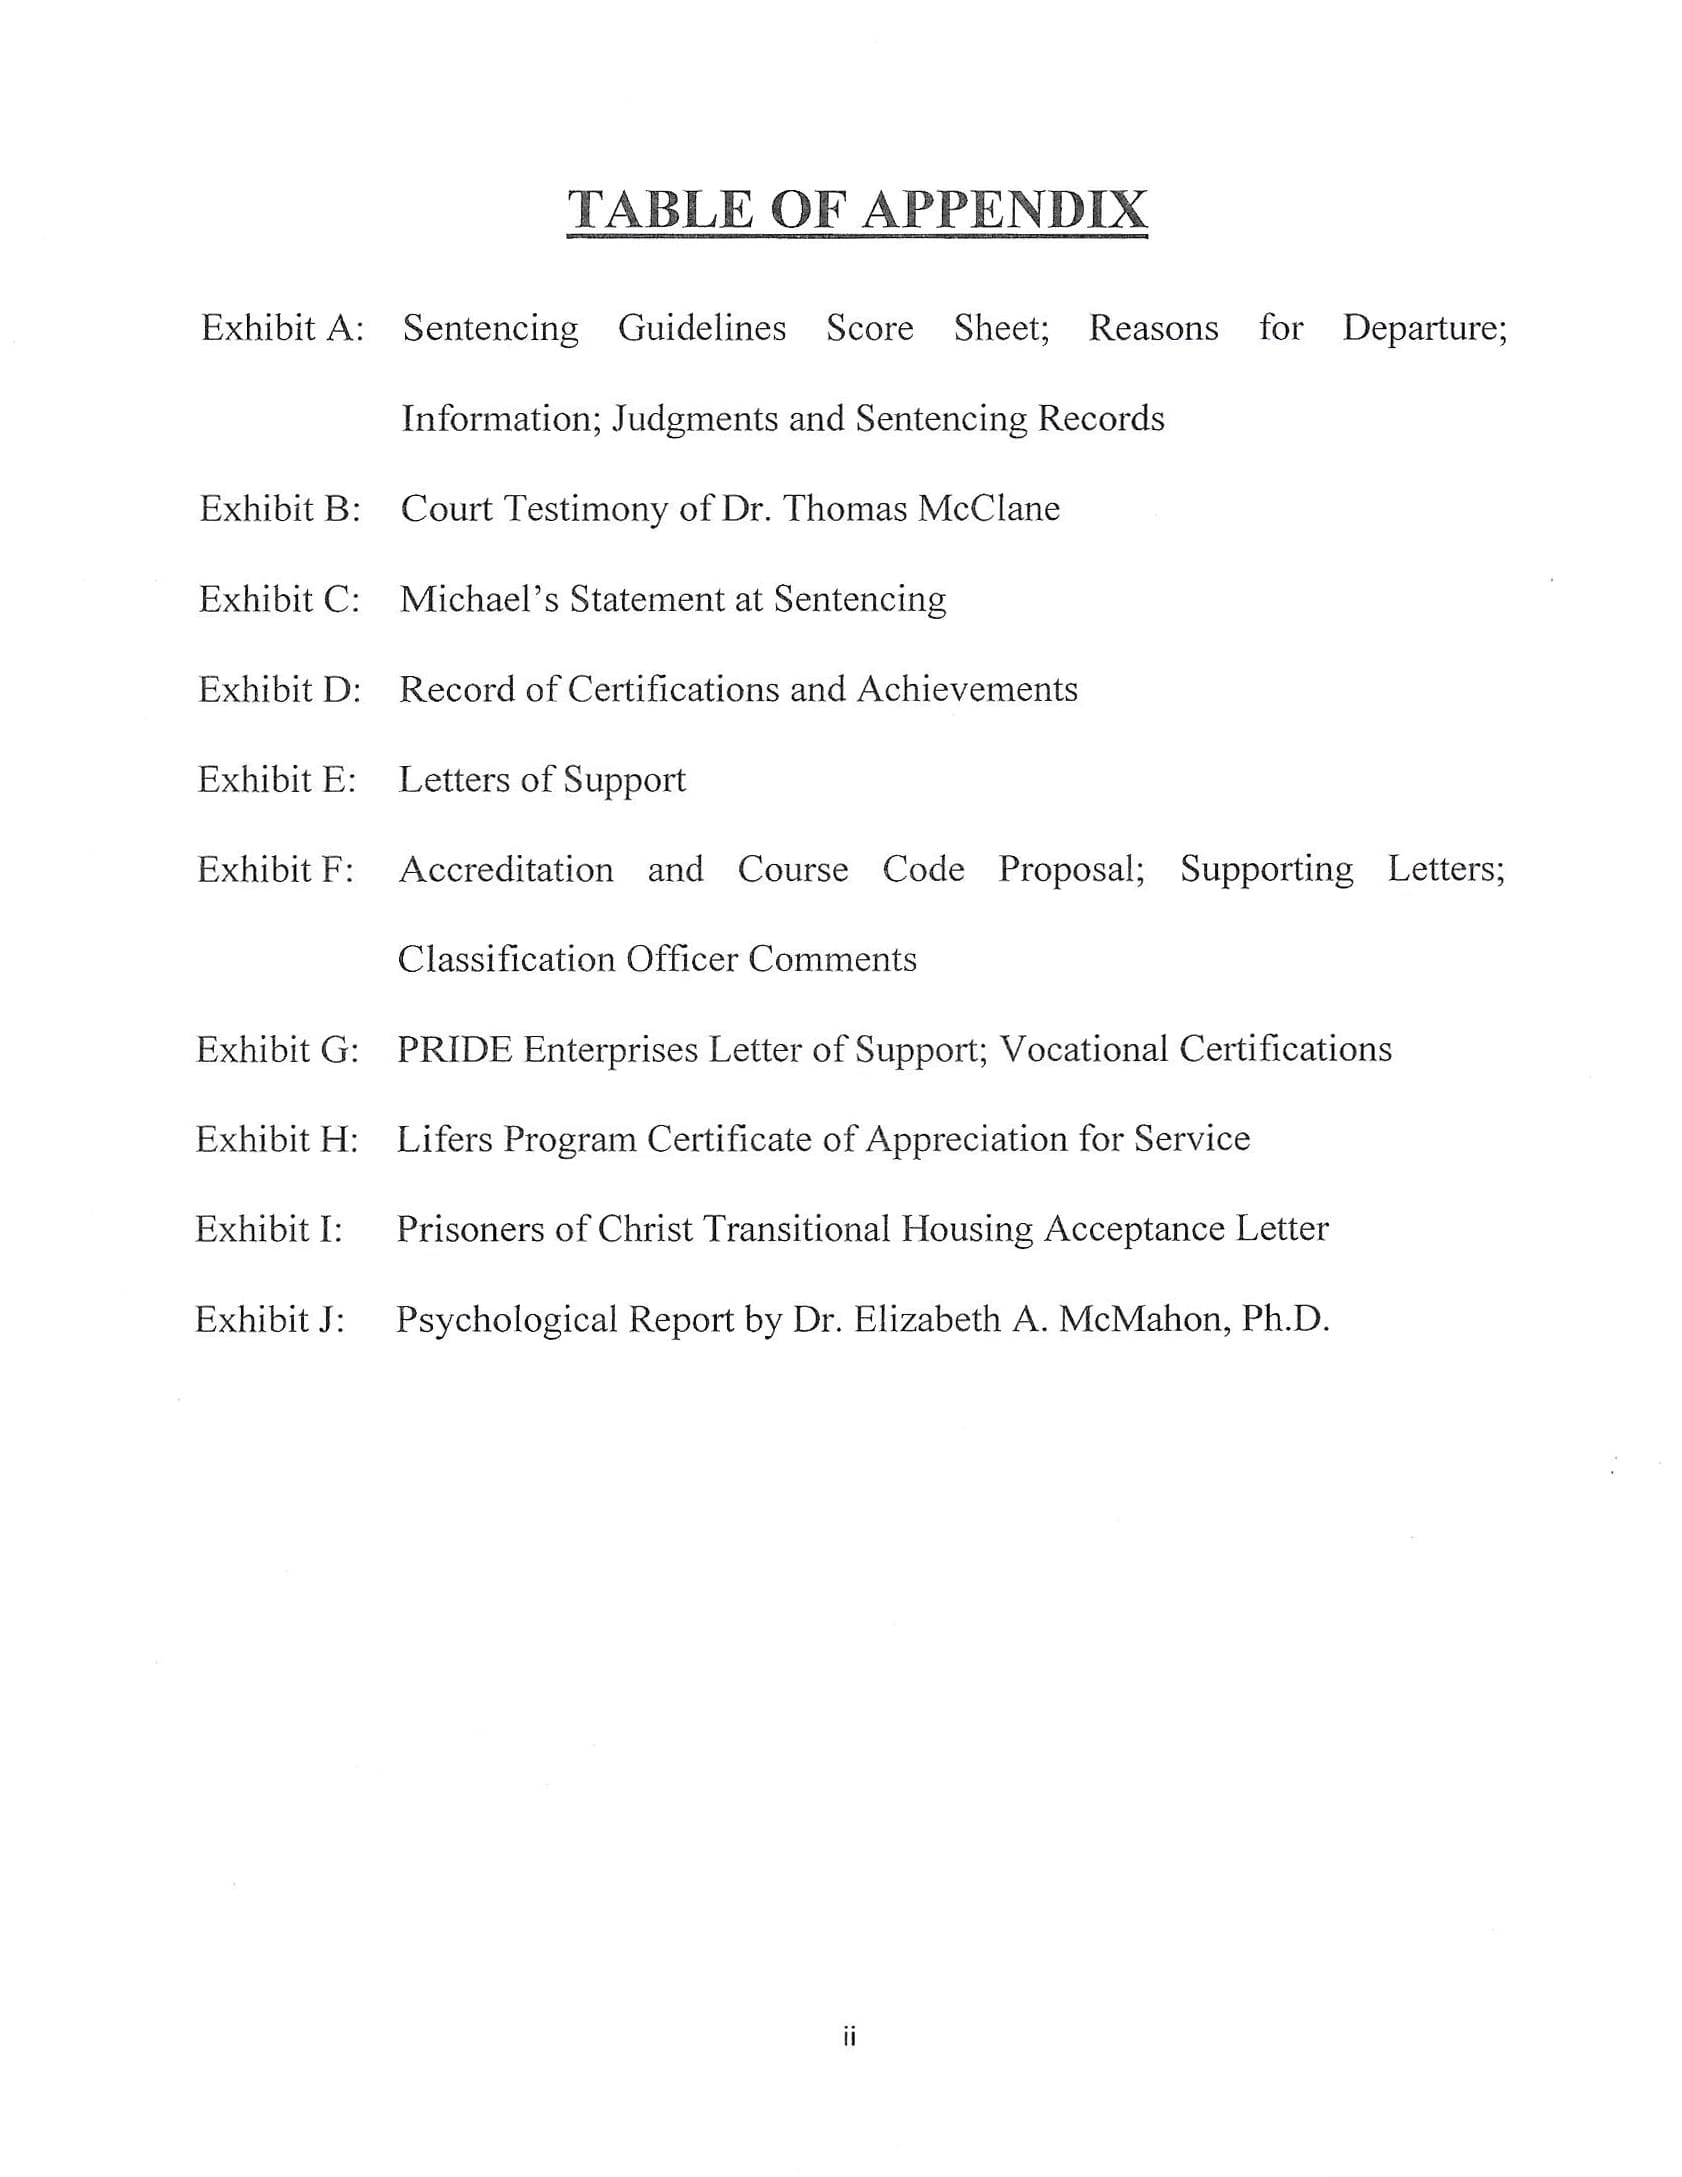 TABLE OF APPENDIX
Exhibit A: Sentencing Guidelines Score Sheet; Reasons for Departure;
Information; Judgments and Sentencing Records
Exhibit B: Court Testimony of Dr. Thomas McClane
Exhibit C: Michael's Statement at Sentencing
Exhibit D: Record of Certifications and Achievements
Exhibit E: Letters of Support
Exhibit F: Accreditation and Course Code Proposal; Supporting Letters;
Classification Officer Comments
Exhibit G: PRIDE Enterprises Letter of Support; Vocational Certifications
Exhibit H: Lifers Program Certificate of Appreciation for Service
Exhibit I: Prisoners of Christ Transitional Housing Acceptance Letter
Exhibit J: Psychological Report by Dr. Elizabeth A. McMahon, Ph.D.
ii